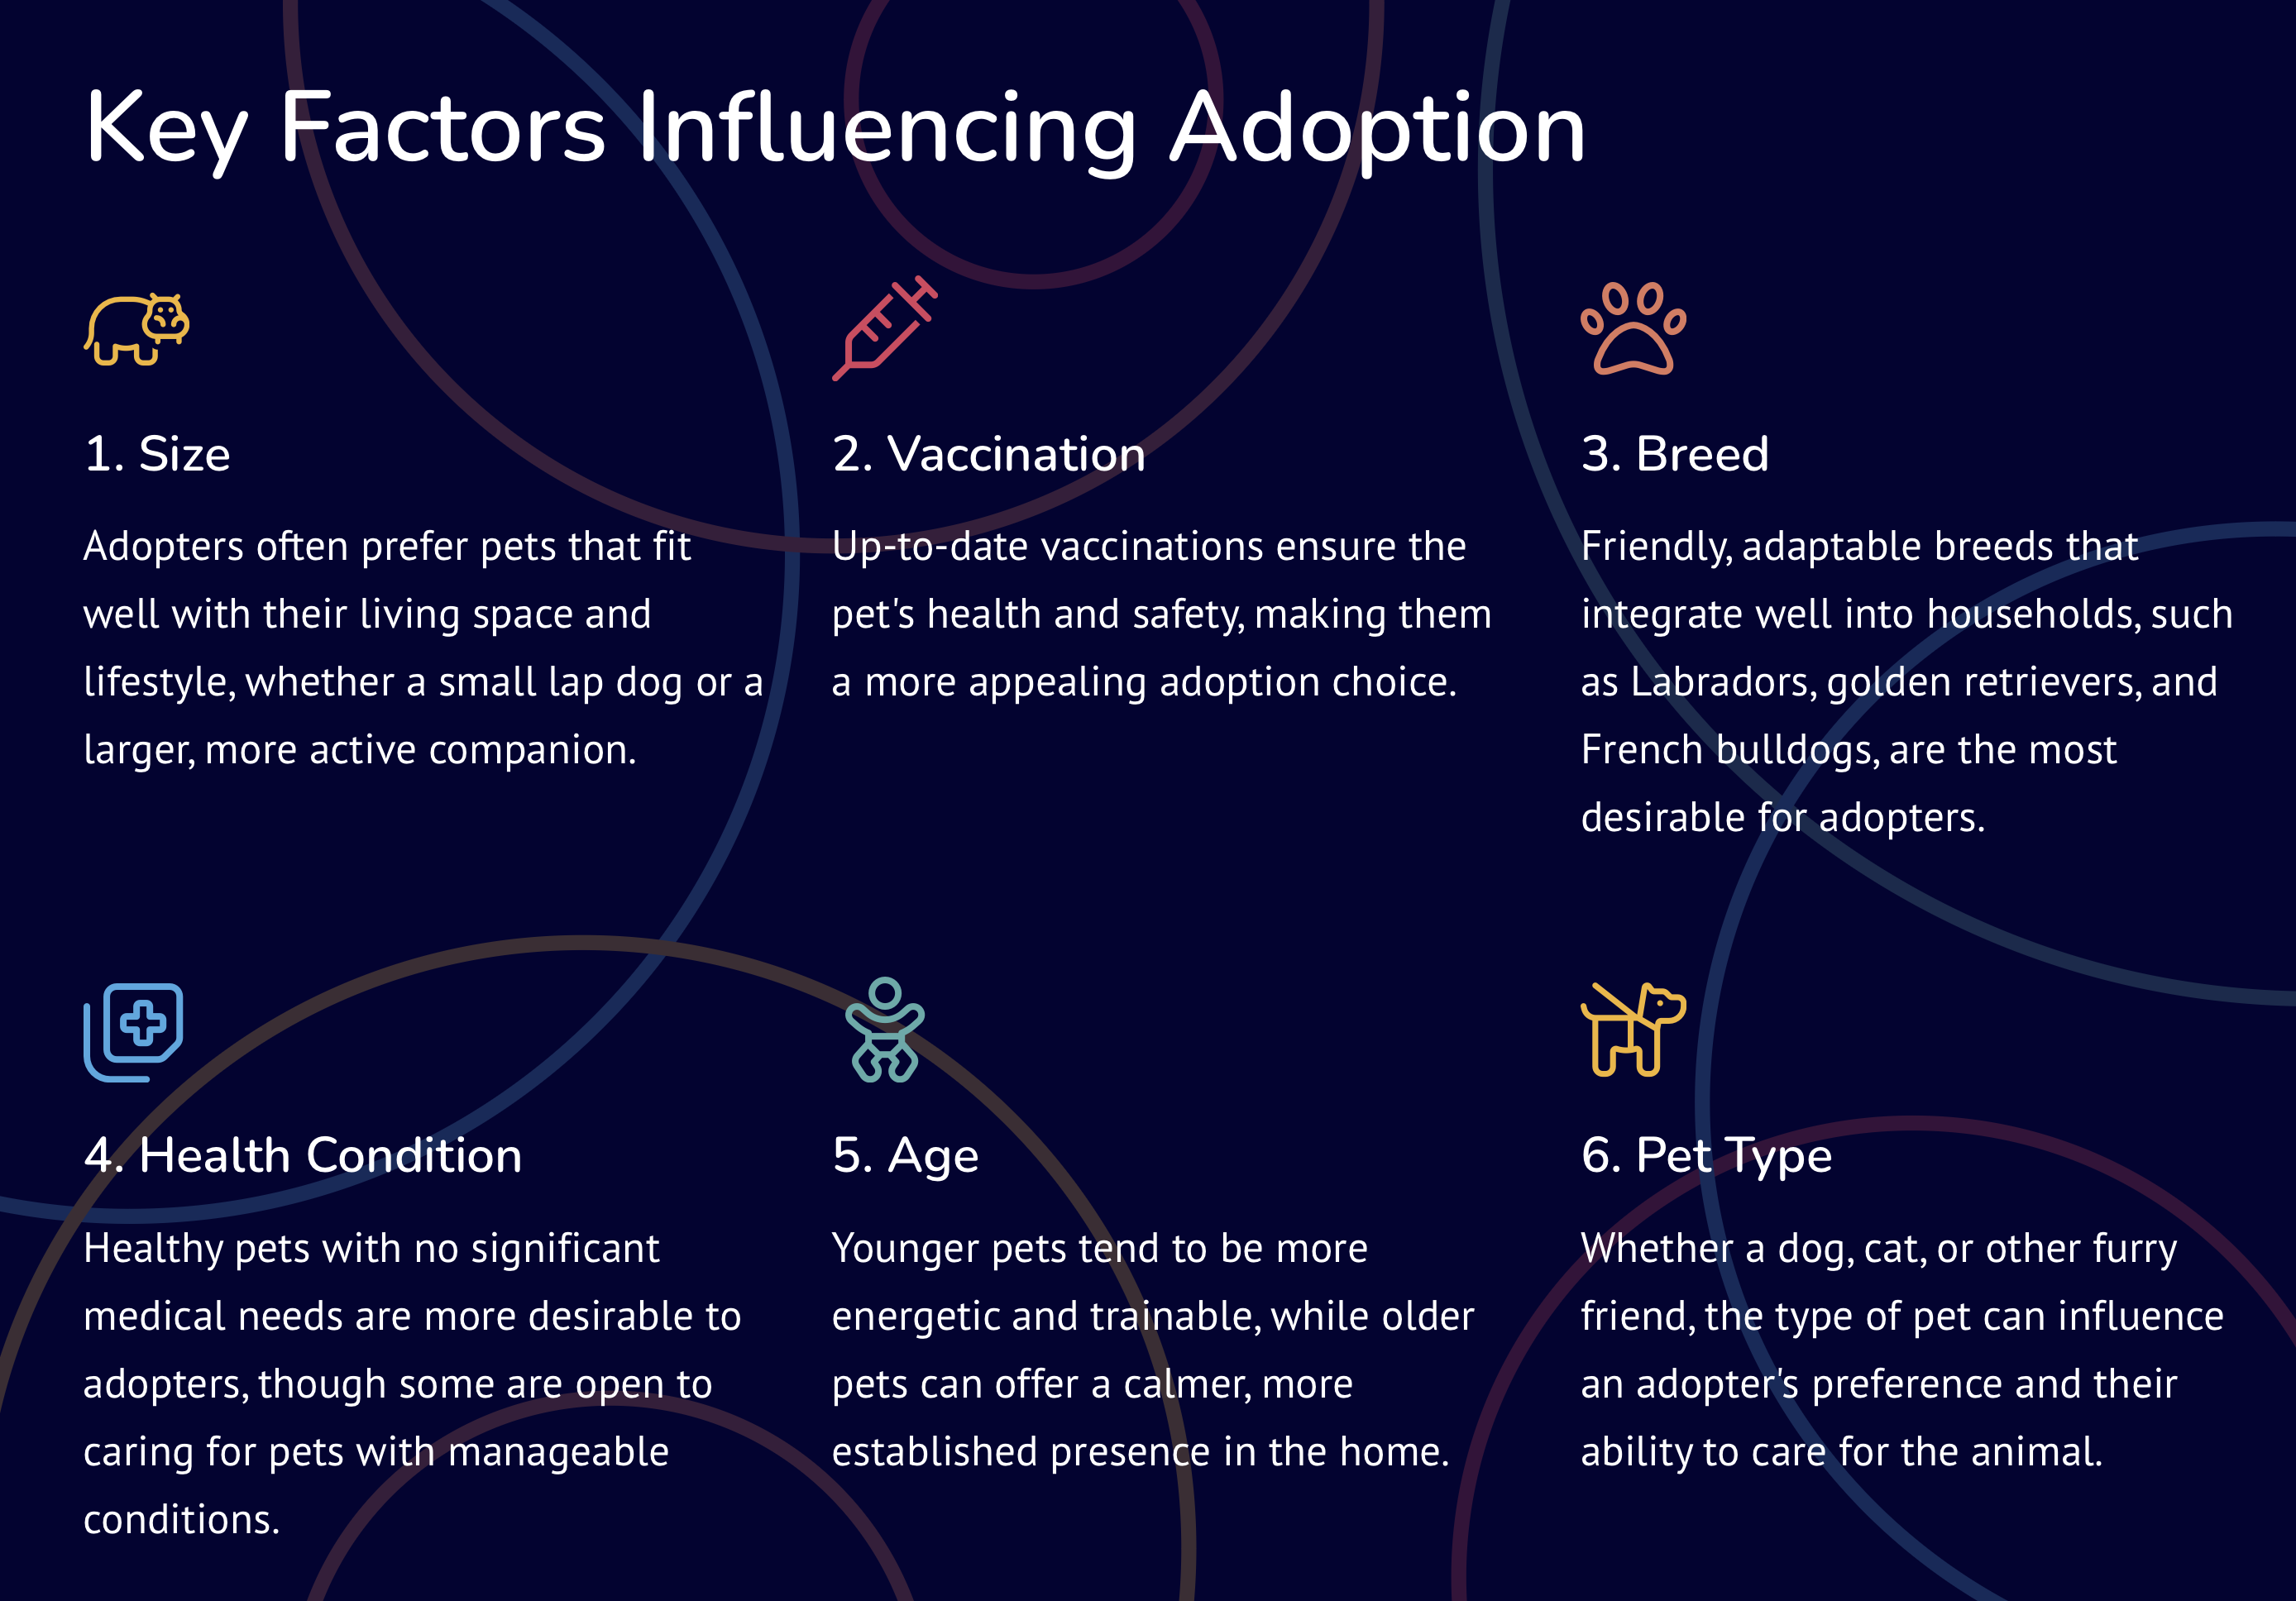 Key Factors Influencing Adoption
1. Size
Adopters often prefer pets that fit
well with their living space and
lifestyle, whether a small lap dog or a
larger, more active companion.
2. Vaccination
Up-to-date vaccinations ensure the
pet's health and safety, making them
a more appealing adoption choice.
3. Breed
Friendly, adaptable breeds that
integrate well into households, such
as Labradors, golden retrievers, and
French bulldogs, are the most
desirable for adopters.
4. Health Condition
Healthy pets with no significant
medical needs are more desirable to
adopters, though some are open to
caring for pets with manageable
conditions.
5. Age
Younger pets tend to be more
energetic and trainable, while older
pets can offer a calmer, more
established presence in the home.
6. Pet Type
Whether a dog, cat, or other furry
friend, the type of pet can influence
an adopter's preference and their
ability to care for the animal.